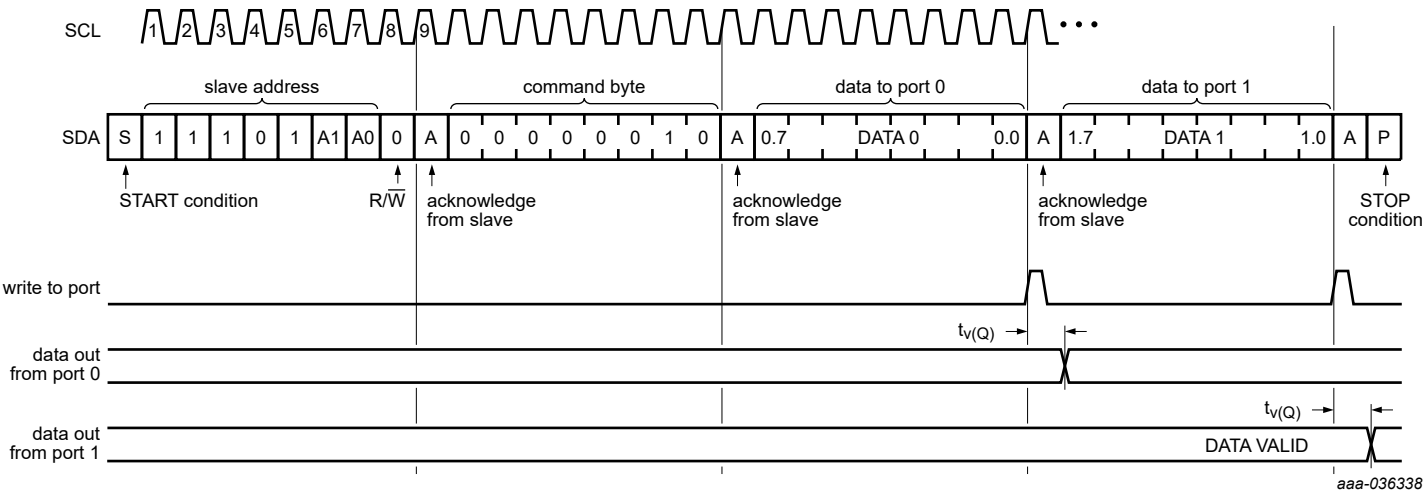 SCL 1 2 3 4 5 6 7 8 9 •••
slave address command byte data to port 0 data to port 1
SDA S 1 1 1 0 1 A1 A0 0 A 0 0 0 0 0 0 1 0 A 0.7 DATA 0 0.0 A 1.7 DATA 1 1.0 A P
START condition R/W acknowledge acknowledge acknowledge STOP
from slave from slave from slave condition
write to port
tv(Q)
data out
from port 0
tv(Q)
data out
from port 1 DATA VALID
aaa-036338